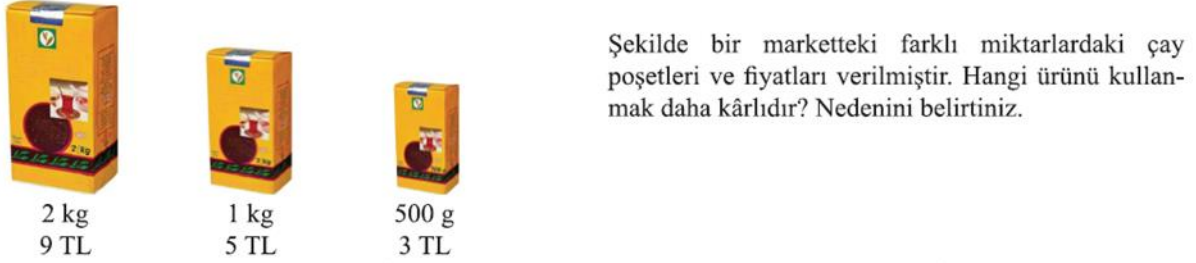 Şekilde bir marketteki farklı miktarlardaki çay
poşetleri ve fiyatları verilmiştir. Hangi ürünü kullan-
mak daha kârlıdır? Nedenini belirtiniz.
2 kg
1 kg
500 g
9 TL
5 TL
3 TL